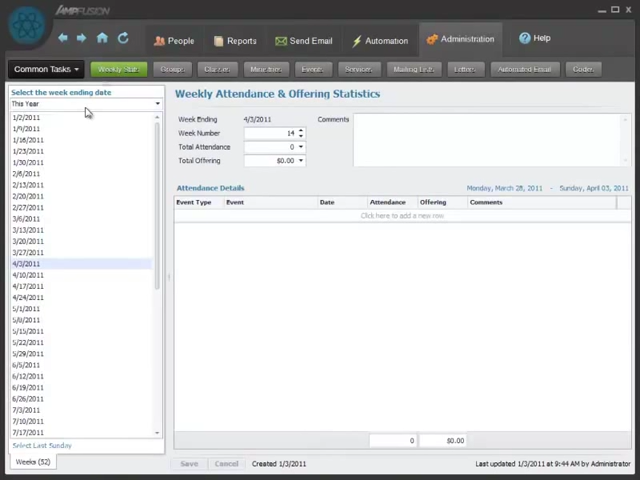 AMPFUSION
People
Reports
Send Email
Automation
Administration
Help
Common Tasks
Weekly Stats
Groups
Classes
Ministries
Events
Services
Mailing Lists
Letters
Automated Email
Codes
Select the week ending date
This Year
1/2/2011
1/9/2011
1/16/2011
1/23/2011
1/30/2011
2/6/2011
2/13/2011
2/20/2011
2/27/2011
3/6/2011
3/13/2011
3/20/2011
3/27/2011
4/3/2011
4/10/2011
4/17/2011
4/24/2011
5/1/2011
5/8/2011
5/15/2011
5/22/2011
5/29/2011
6/5/2011
6/12/2011
6/19/2011
6/26/2011
7/3/2011
7/10/2011
7/17/2011
Select Last Sunday
Weeks (52)
Weekly Attendance & Offering Statistics
Week Ending 4/3/2011 Comments
Week Number 14
Total Attendance 0
Total Offering $0.00
Attendance Details Monday, March 28, 2011 - Sunday, April 03, 2011
Event Type Event Date Attendance Offering Comments
Click here to add a new row
0 $0.00
Save Cancel Created 1/3/2011 Last updated 1/3/2011 at 9:44 AM by Administrator